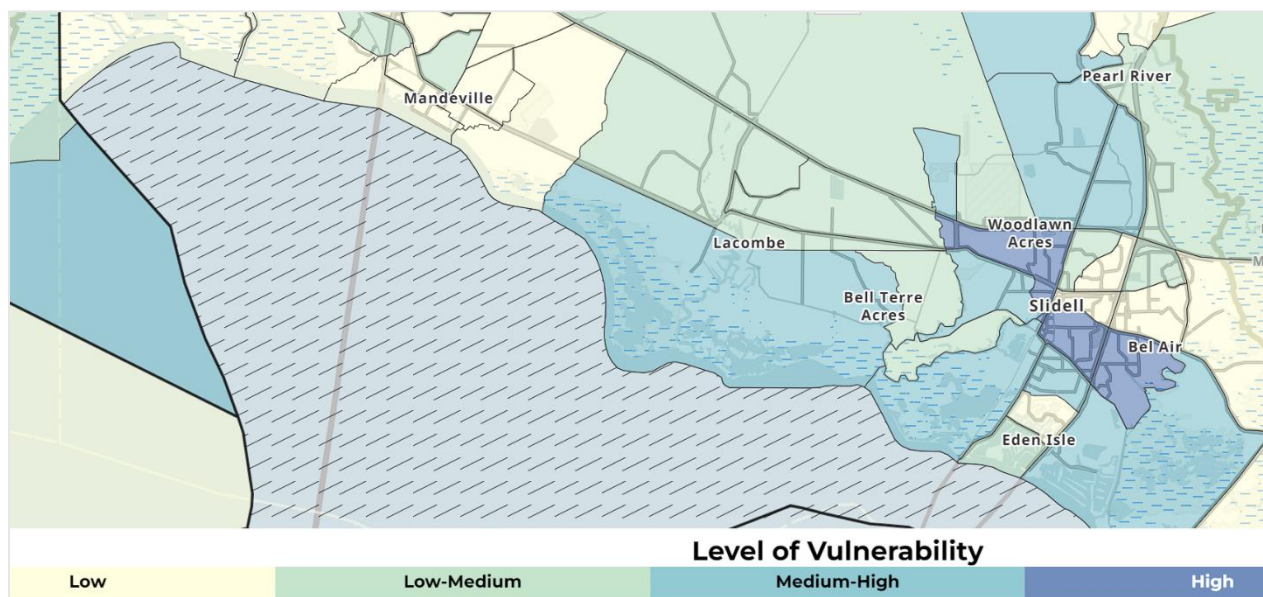 Pearl River
Mandeville
Woodlawn
Acres
Lacombe
Bell Terre
Acres
Slidell
Bel Air
Eden Isle
Level of Vulnerability
Low
Low-Medium
Medium-High
High